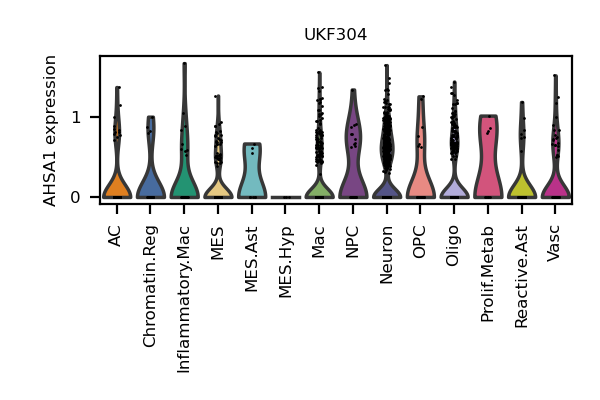 UKF304
AHSA1 expression
1
0
AC
Chromatin.Reg
Inflammatory.Mac
MES
MES.Ast
MES.Hyp
Mac
NPC
Neuron
OPC
Oligo
Prolif.Metab
Reactive.Ast
Vasc